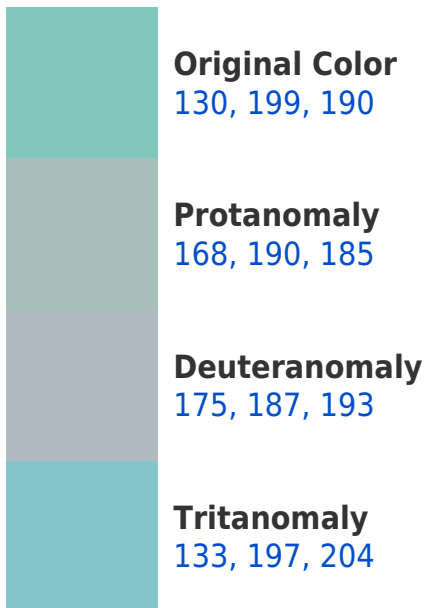 Original Color
130, 199, 190
Protanomaly
168, 190, 185
Deuteranomaly
175, 187, 193
Tritanomaly
133, 197, 204